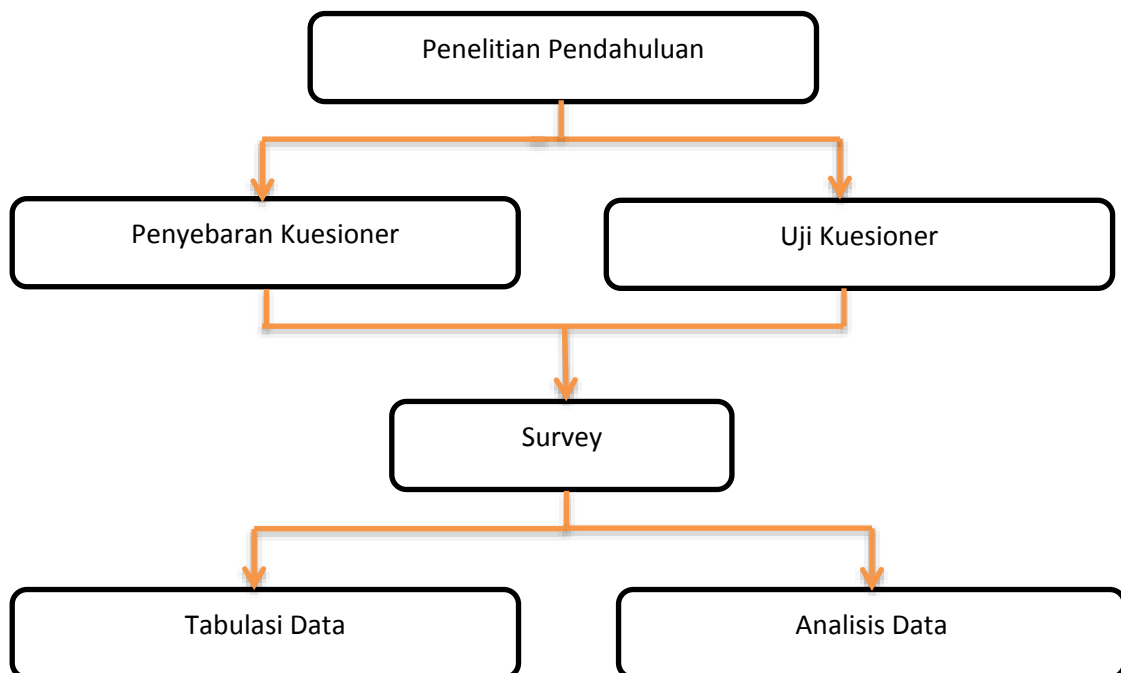 Penelitian Pendahuluan
Penyebaran Kuesioner
Uji Kuesioner
Survey
Tabulasi Data
Analisis Data